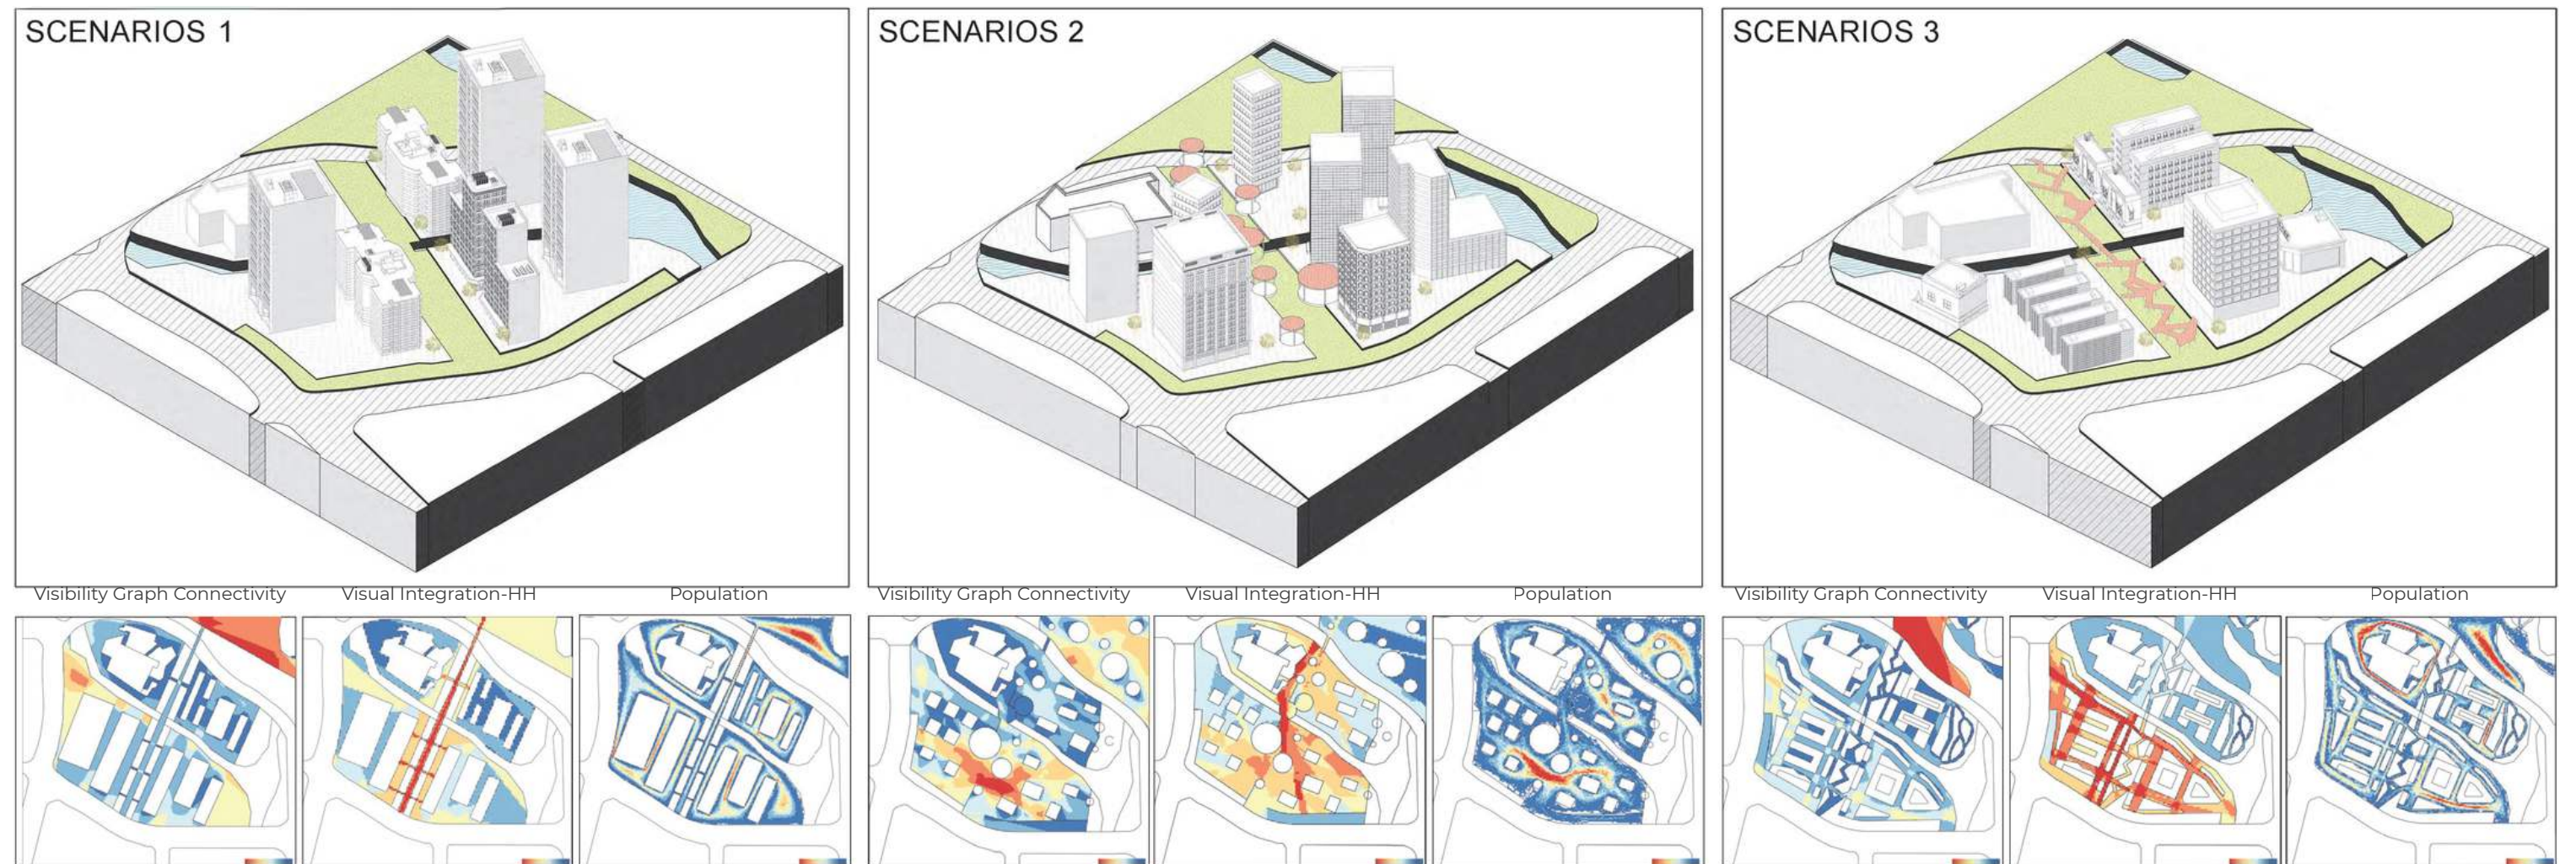 SCENARIOS 1
SCENARIOS 2
SCENARIOS 3
Visibility Graph Connectivity
Visual Integration-HH
Population
Visibility Graph Connectivity
Visual Integration-HH
Population
Visibility Graph Connectivity
Visual Integration-HH
Population